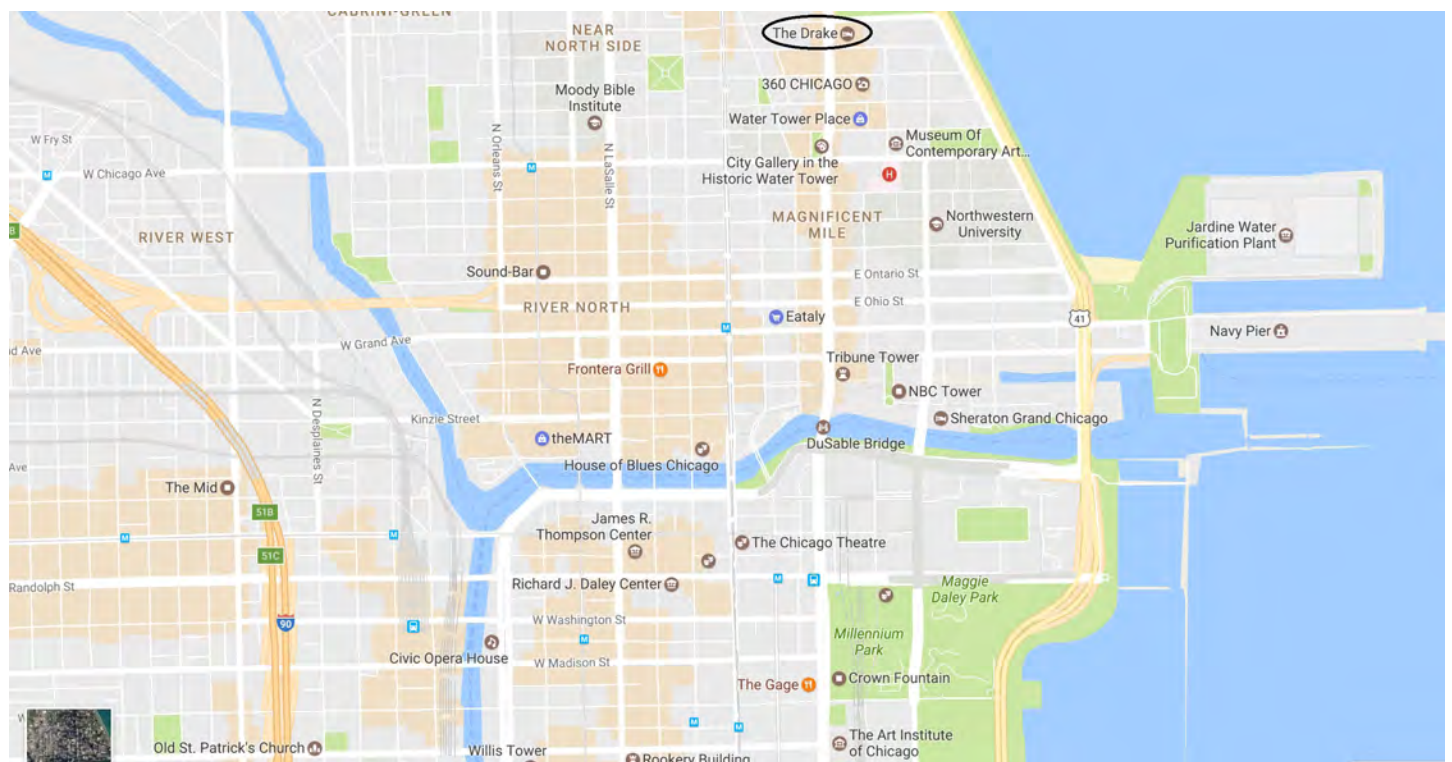 CABRINI-GREEN
The Drake
NEAR
NORTH SIDE
360 CHICAGO
Moody Bible
Institute
Water Tower Place
N Orleans St
W Fry St
N LaSalle St
Museum Of
Contemporary Art...
City Gallery in the
Historic Water Tower
M
M
H
W Chicago Ave
MAGNIFICENT
MILE
Northwestern
University
B
RIVER WEST
Jardine Water
Purification Plant
Sound-Bar
E Ontario St
RIVER NORTH
E Ohio St
Eataly
41
M
Navy Pier
W Grand Ave
d Ave
Tribune Tower
Frontera Grill
NBC Tower
N Desplaines St
Kinzie Street
Sheraton Grand Chicago
theMART
DuSable Bridge
House of Blues Chicago
Ave
The Mid
51B
James R.
Thompson Center
M
M
The Chicago Theatre
51C
Randolph St
Richard J. Daley Center
M
Maggie
Daley Park
90
W Washington St
M
Millennium
Park
Civic Opera House
W Madison St
The Gage
Crown Fountain
W
M
M
Old St. Patrick's Church
Willis Tower
Rookery Building
The Art Institute
of Chicago